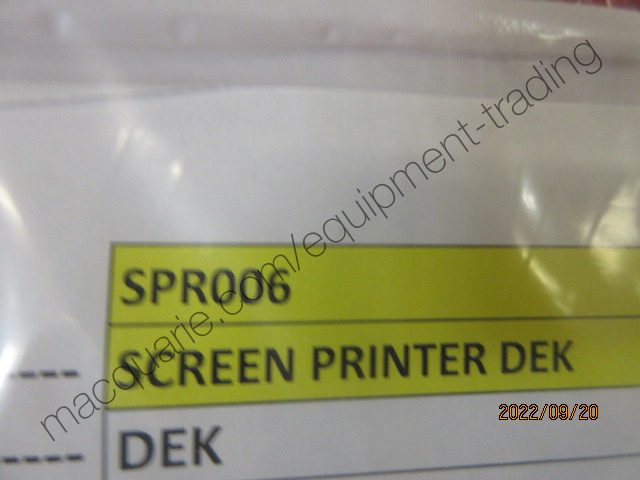 macquarie.com/equipment-trading
SPR006
SCREEN PRINTER DEK
DEK
2022/09/20